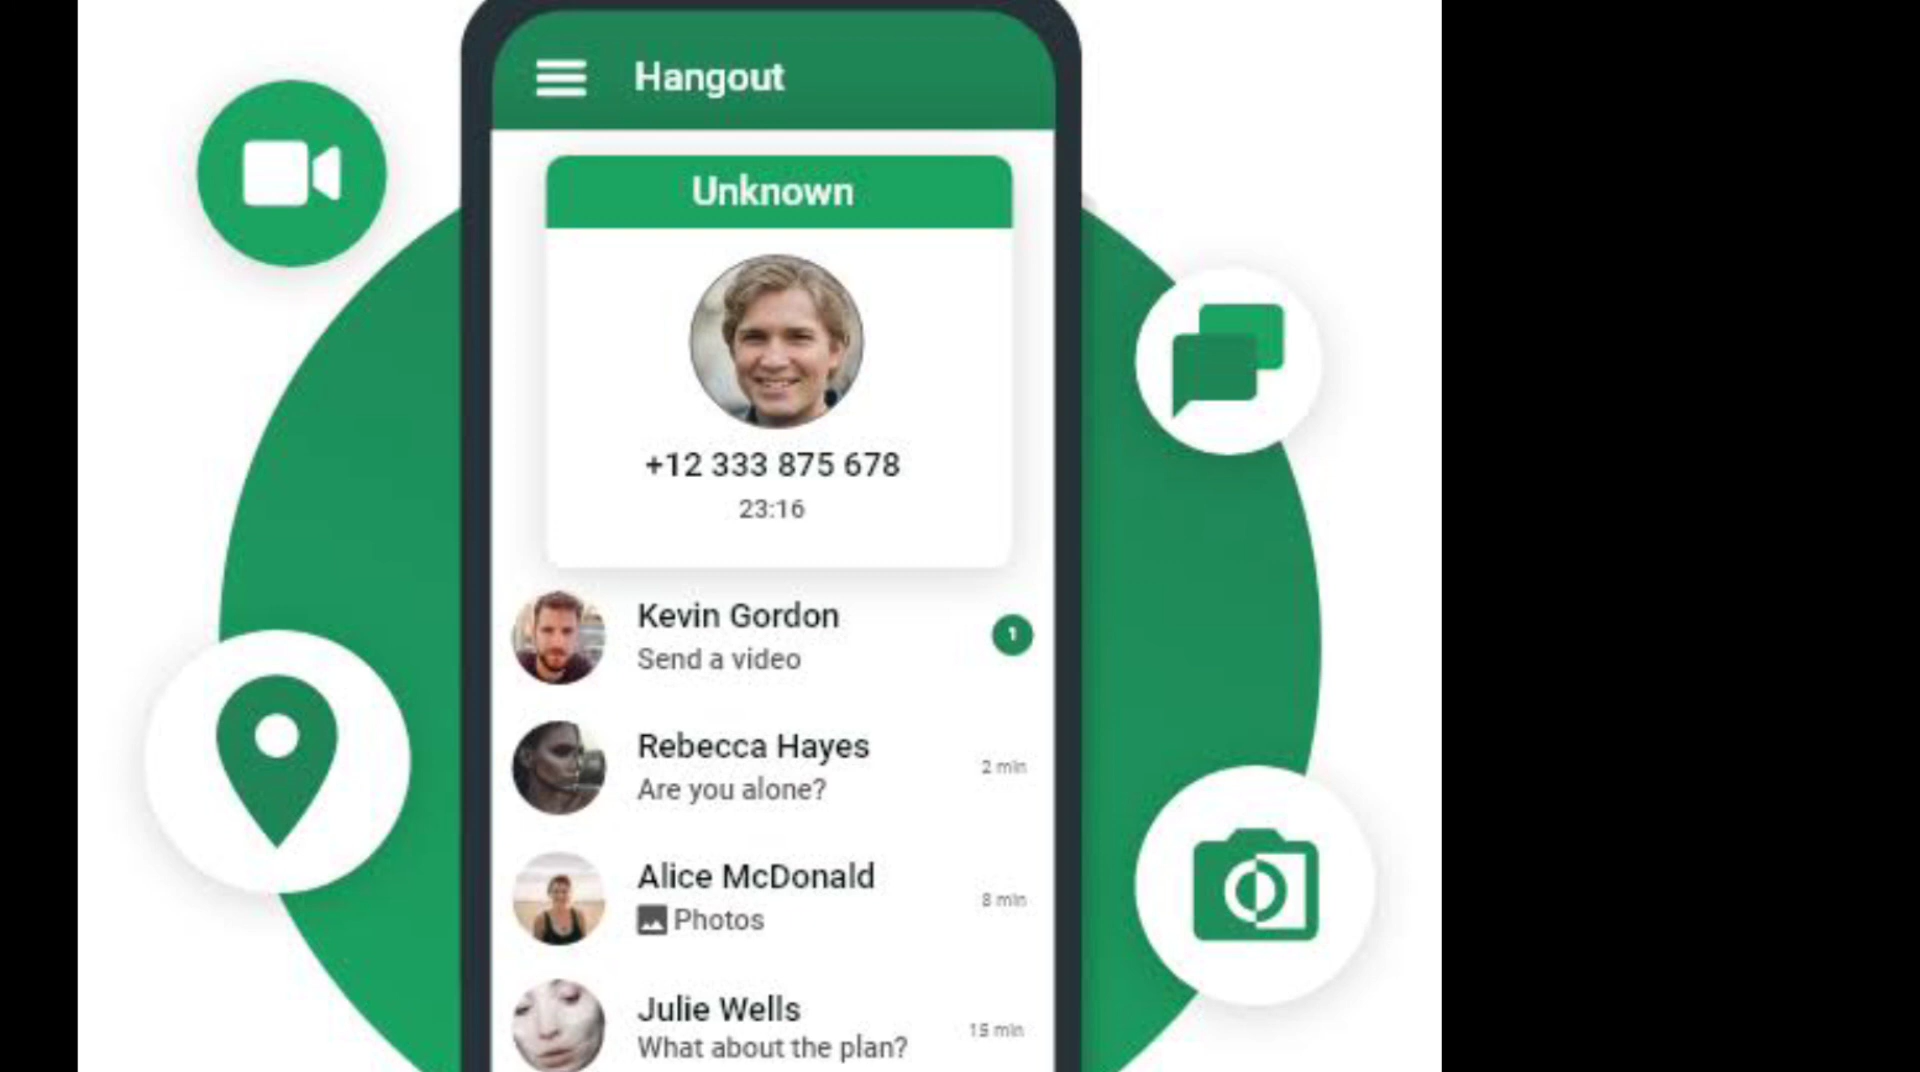 Hangout
Unknown
+12 333 875 678
23:16
Kevin Gordon
Send a video
1
Rebecca Hayes
Are you alone?
2 min
Alice McDonald
Photos
8 min
Julie Wells
What about the plan?
15 min